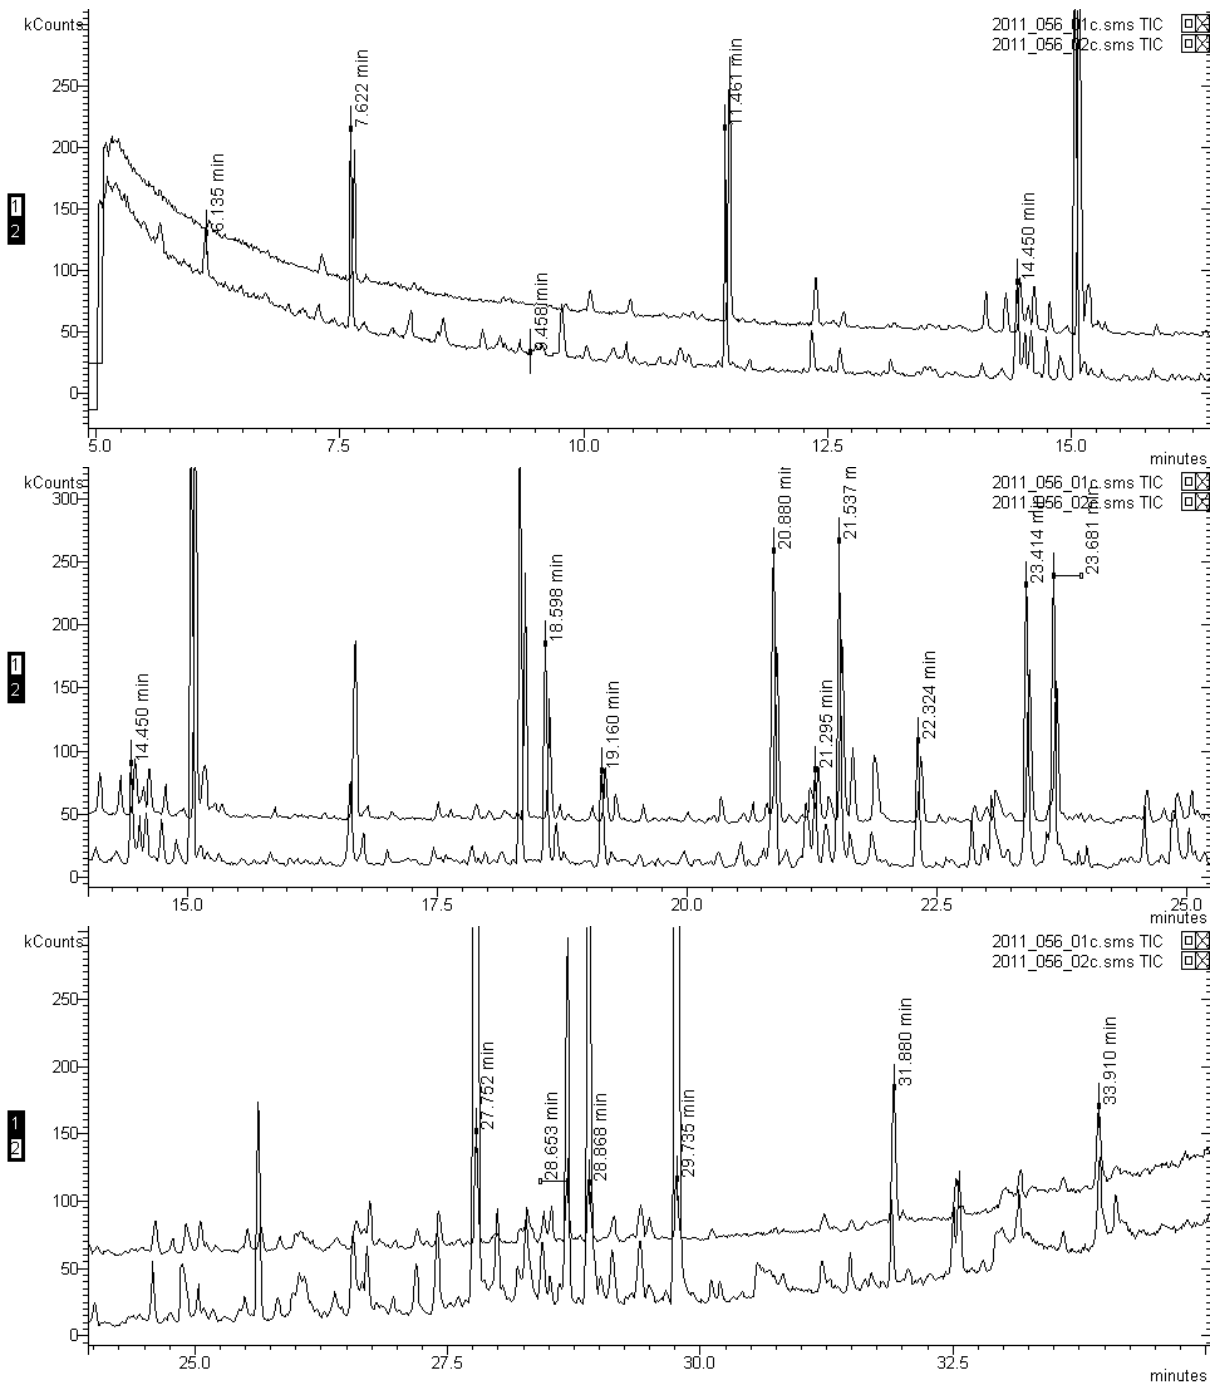 kCounts
2011_056_01c.sms TIC
2011_056_02c.sms TIC
250
200
150
100
50
0
1
2
6.135 min
7.622 min
9.458 min
11.461 min
14.450 min
5.0 7.5 10.0 12.5 15.0
minutes
kCounts
2011_056_01c.sms TIC
2011_056_02c.sms TIC
300
250
200
150
100
50
0
1
2
14.450 min
18.598 min
19.160 min
20.880 min
21.295 min
21.537 m
22.324 min
23.414 min
23.681 min
15.0 17.5 20.0 22.5 25.0
minutes
kCounts
2011_056_01c.sms TIC
2011_056_02c.sms TIC
250
200
150
100
50
0
1
2
27.752 min
28.653 min
28.868 min
29.735 min
31.880 min
33.910 min
25.0 27.5 30.0 32.5
minutes